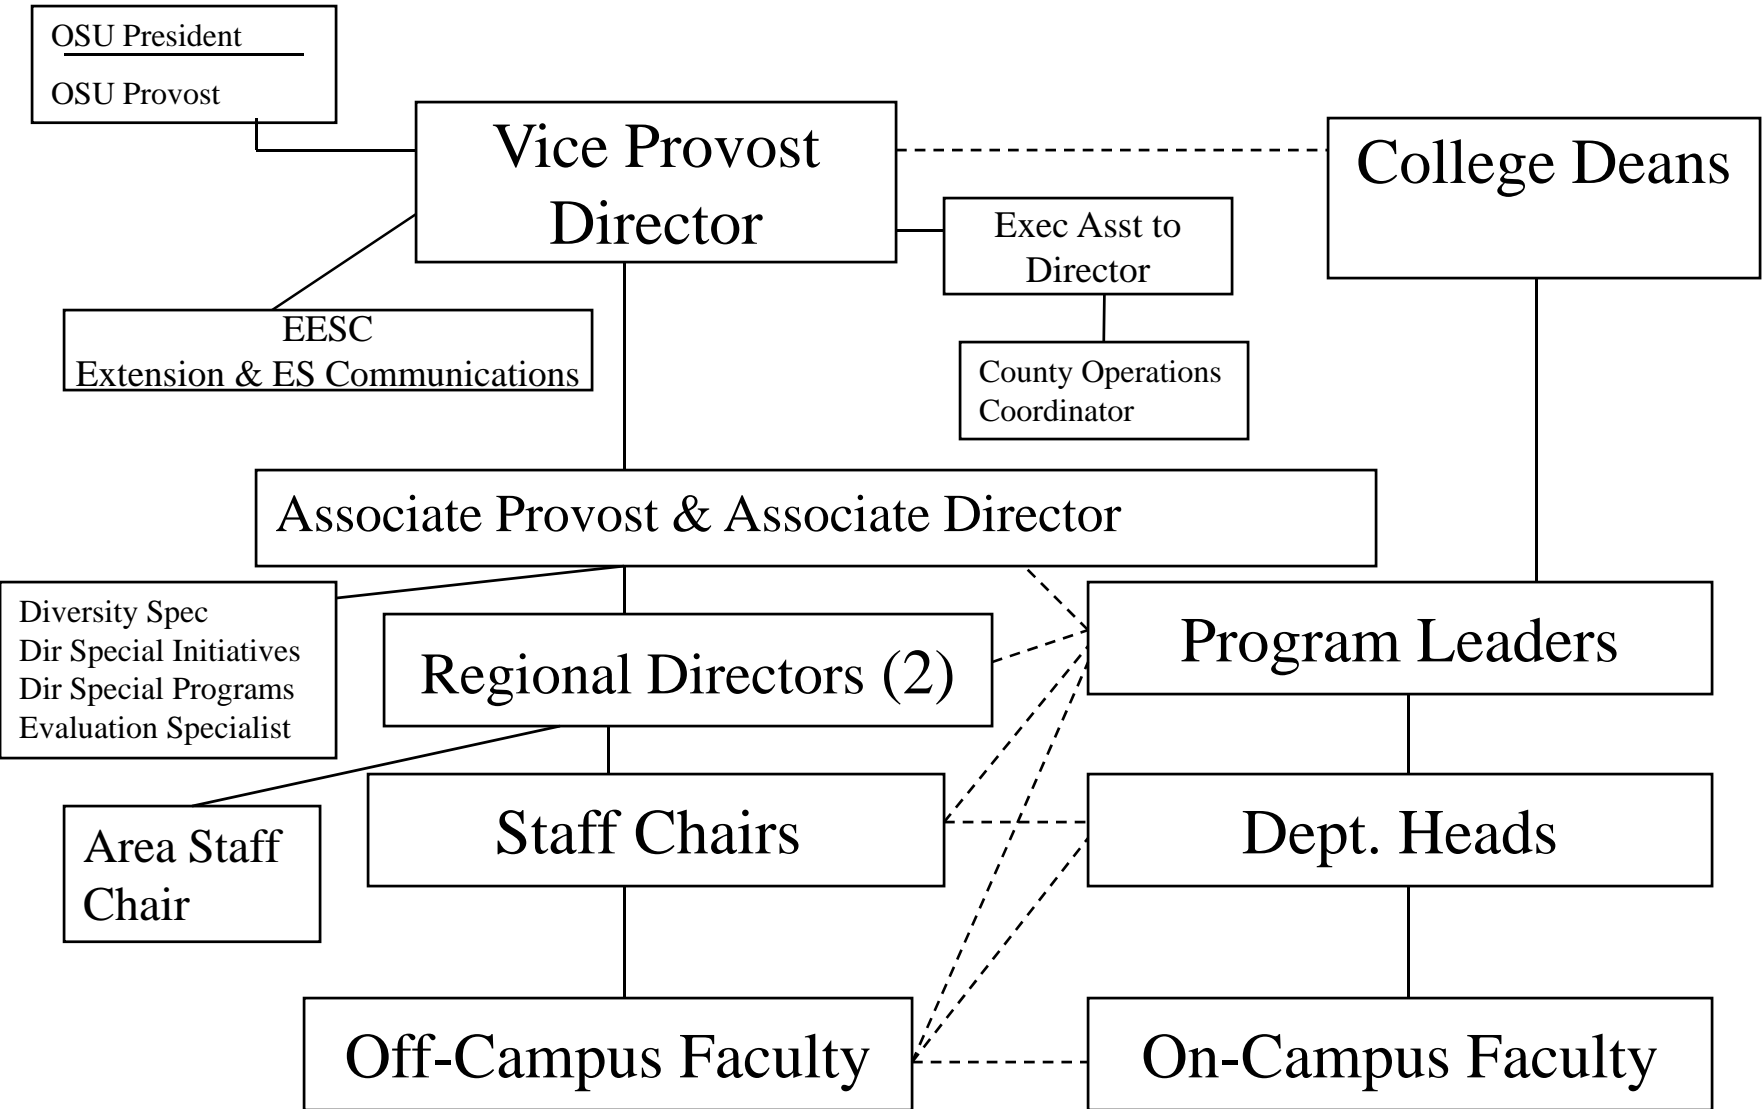 OSU President
OSU Provost
Vice Provost
Director
College Deans
Exec Asst to
Director
EESC
Extension & ES Communications
County Operations
Coordinator
Associate Provost & Associate Director
Diversity Spec
Dir Special Initiatives
Dir Special Programs
Evaluation Specialist
Regional Directors (2)
Program Leaders
Area Staff
Chair
Staff Chairs
Dept. Heads
Off-Campus Faculty
On-Campus Faculty